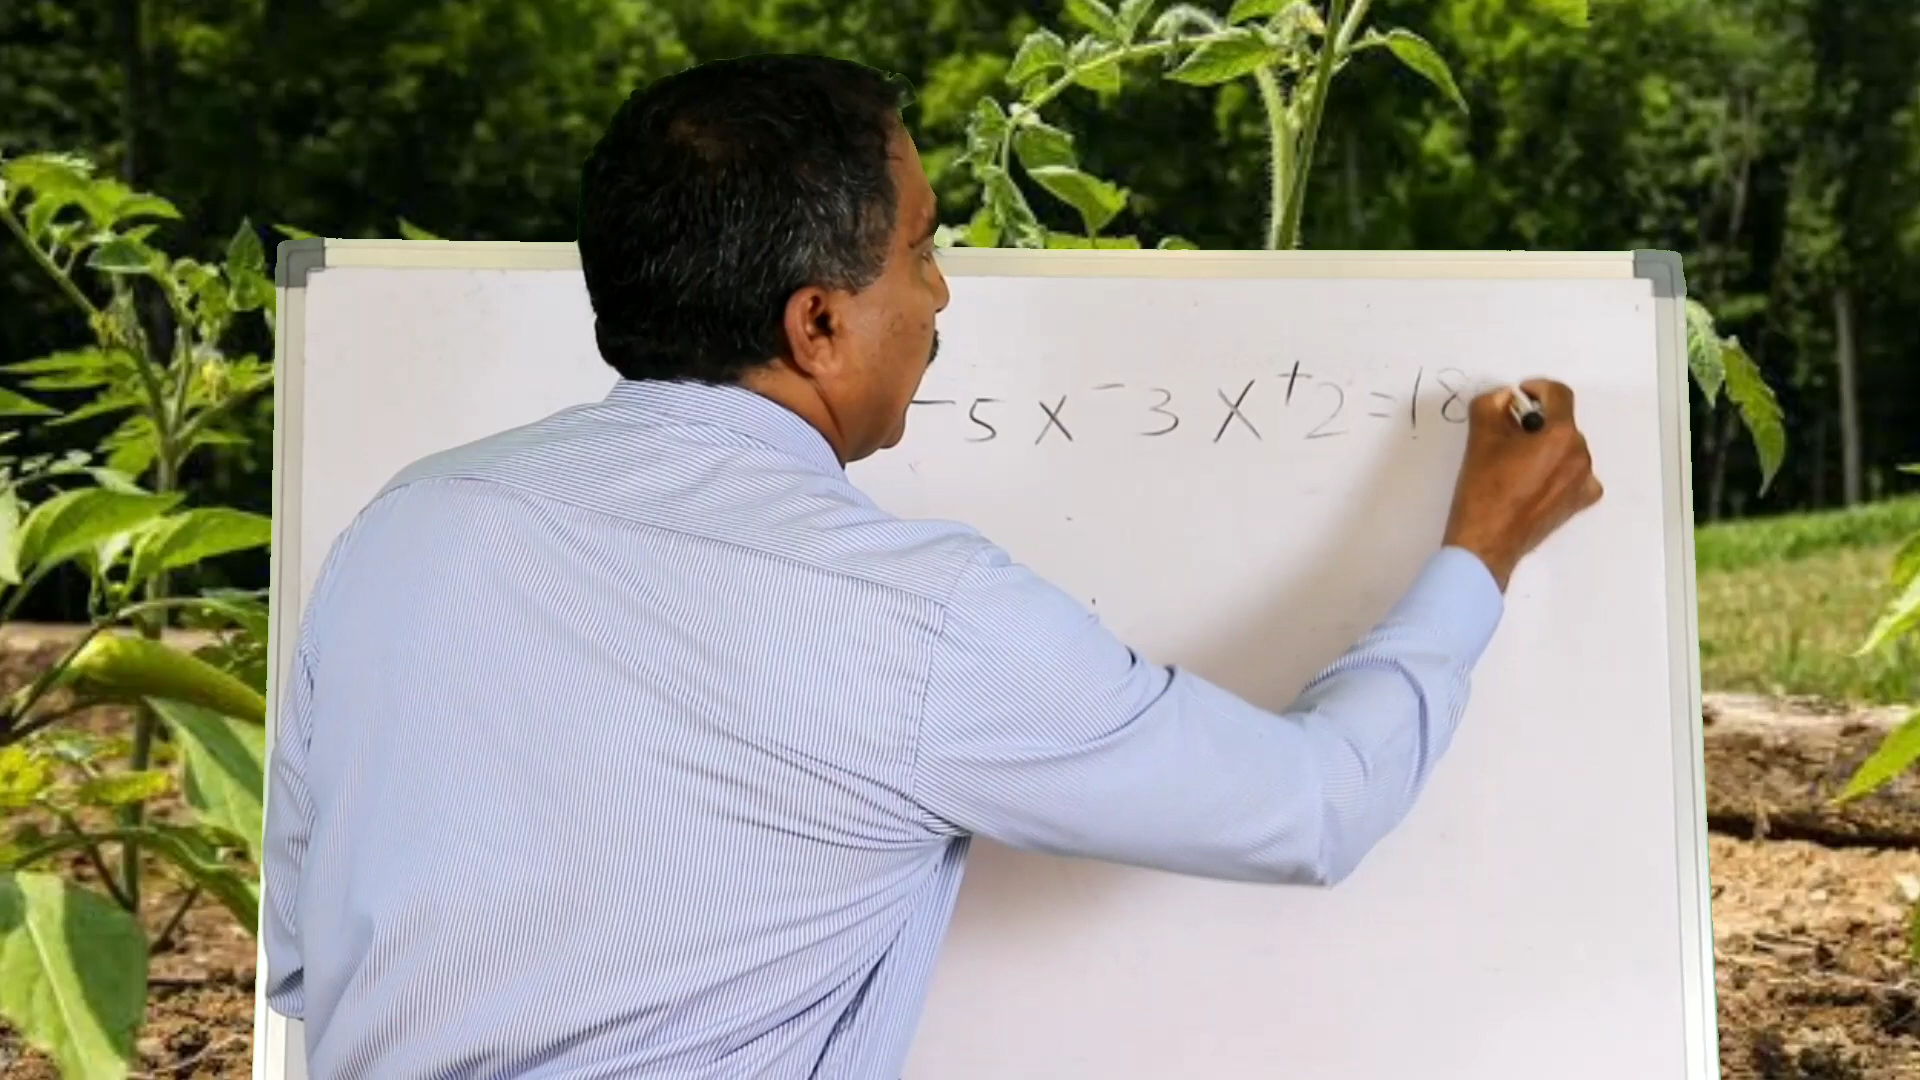 ⁻5 x ⁻3 x ⁺2 = 18